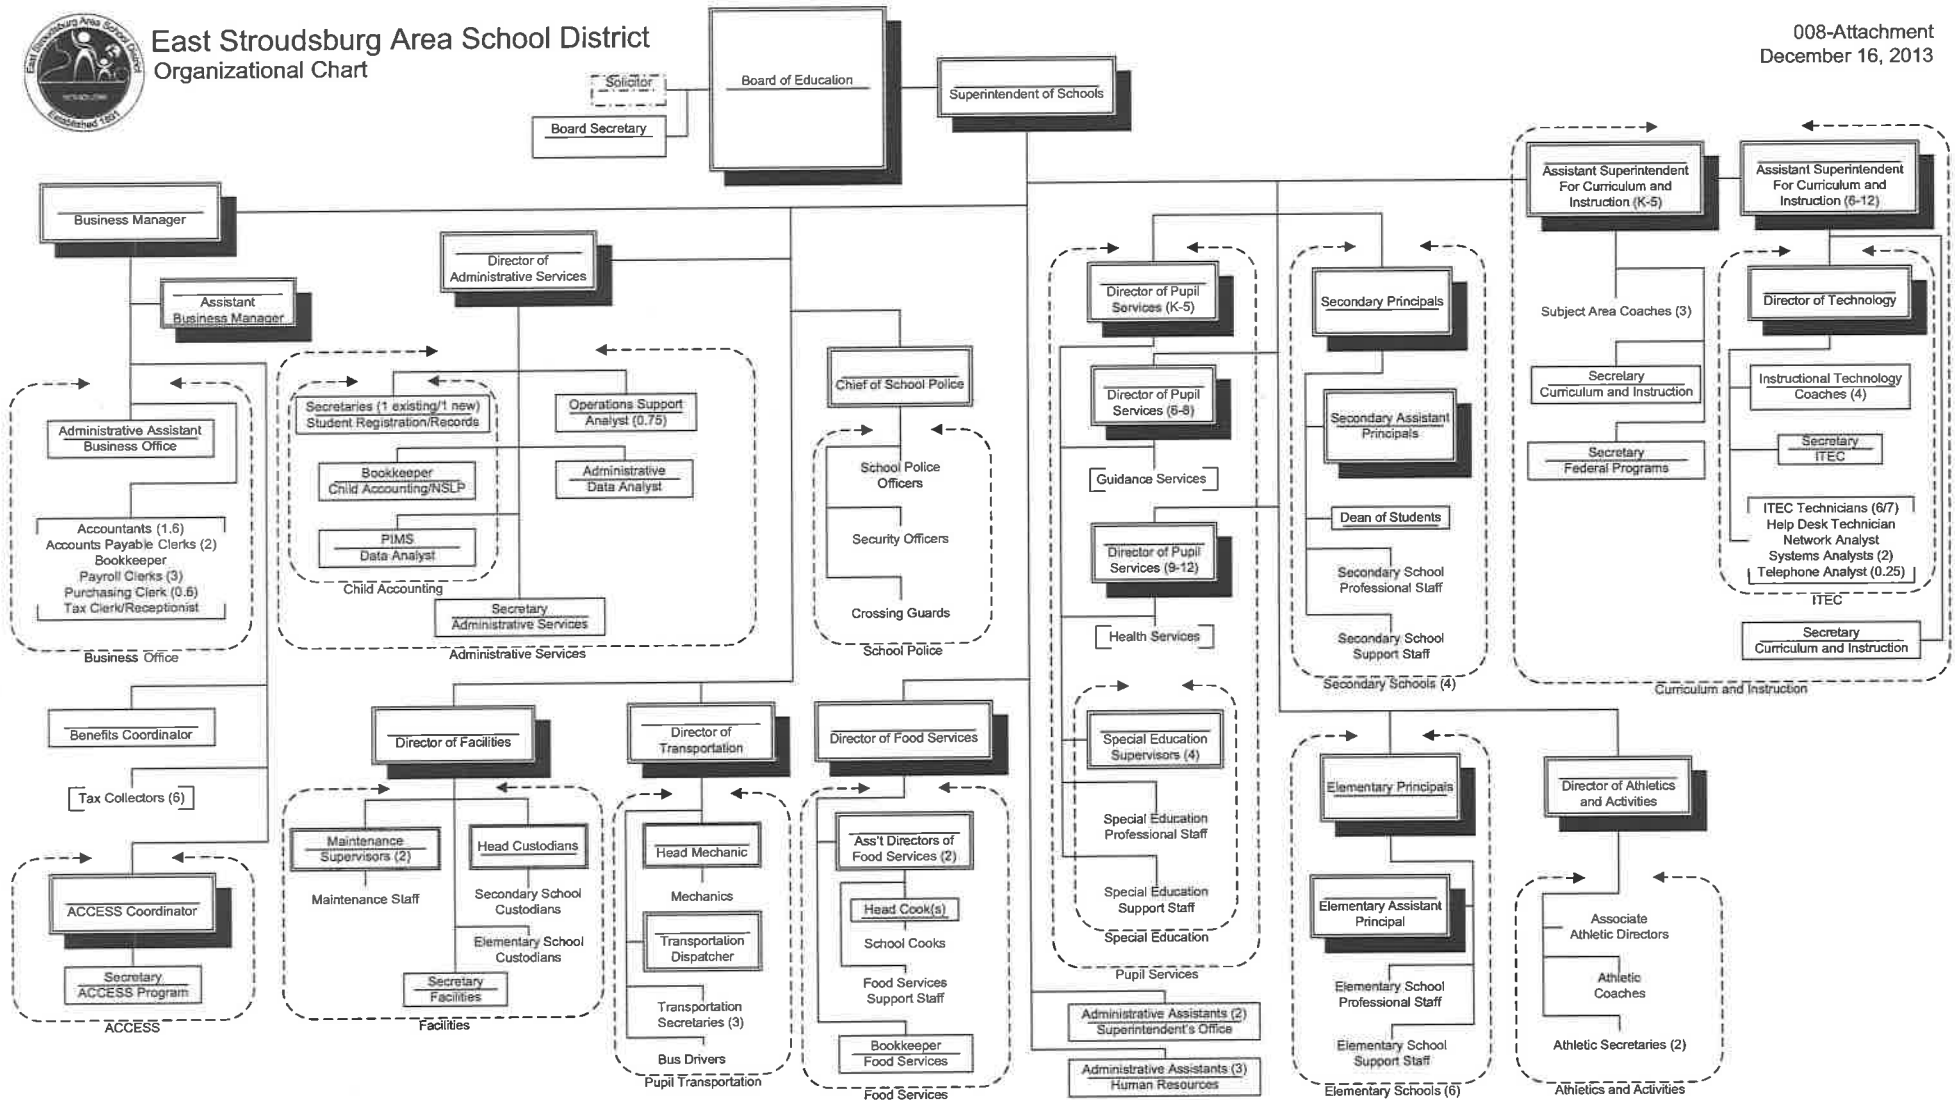 East Stroudsburg Area School District
Organizational Chart
East Stroudsburg Area School District
Established 1891
008-Attachment
December 16, 2013
Solicitor
Board Secretary
Board of Education
Superintendent of Schools
Business Manager
Assistant
Business Manager
Administrative Assistant
Business Office
Accountants (1.6)
Accounts Payable Clerks (2)
Bookkeeper
Payroll Clerks (3)
Purchasing Clerk (0.6)
Tax Clerk/Receptionist
Business Office
Benefits Coordinator
Tax Collectors (6)
ACCESS Coordinator
Secretary
ACCESS Program
ACCESS
Director of
Administrative Services
Secretaries (1 existing/1 new)
Student Registration/Records
Operations Support
Analyst (0.75)
Bookkeeper
Child Accounting/NSLP
Administrative
Data Analyst
PIMS
Data Analyst
Child Accounting
Secretary
Administrative Services
Administrative Services
Chief of School Police
School Police
Officers
Security Officers
Crossing Guards
School Police
Director of Facilities
Maintenance
Supervisors (2)
Maintenance Staff
Head Custodians
Secondary School
Custodians
Elementary School
Custodians
Secretary
Facilities
Facilities
Director of
Transportation
Head Mechanic
Mechanics
Transportation
Dispatcher
Transportation
Secretaries (3)
Bus Drivers
Pupil Transportation
Director of Food Services
Ass't Directors of
Food Services (2)
Head Cook(s)
School Cooks
Food Services
Support Staff
Bookkeeper
Food Services
Food Services
Director of Pupil
Services (K-5)
Director of Pupil
Services (6-8)
Guidance Services
Director of Pupil
Services (9-12)
Health Services
Special Education
Supervisors (4)
Special Education
Professional Staff
Special Education
Support Staff
Special Education
Pupil Services
Administrative Assistants (2)
Superintendent's Office
Administrative Assistants (3)
Human Resources
Secondary Principals
Secondary Assistant
Principals
Dean of Students
Secondary School
Professional Staff
Secondary School
Support Staff
Secondary Schools (4)
Elementary Principals
Elementary Assistant
Principal
Elementary School
Professional Staff
Elementary School
Support Staff
Elementary Schools (6)
Director of Athletics
and Activities
Associate
Athletic Directors
Athletic
Coaches
Athletic Secretaries (2)
Athletics and Activities
Assistant Superintendent
For Curriculum and
Instruction (K-5)
Subject Area Coaches (3)
Secretary
Curriculum and Instruction
Secretary
Federal Programs
Assistant Superintendent
For Curriculum and
Instruction (6-12)
Director of Technology
Instructional Technology
Coaches (4)
Secretary
ITEC
ITEC Technicians (6/7)
Help Desk Technician
Network Analyst
Systems Analysts (2)
Telephone Analyst (0.25)
ITEC
Secretary
Curriculum and Instruction
Curriculum and Instruction